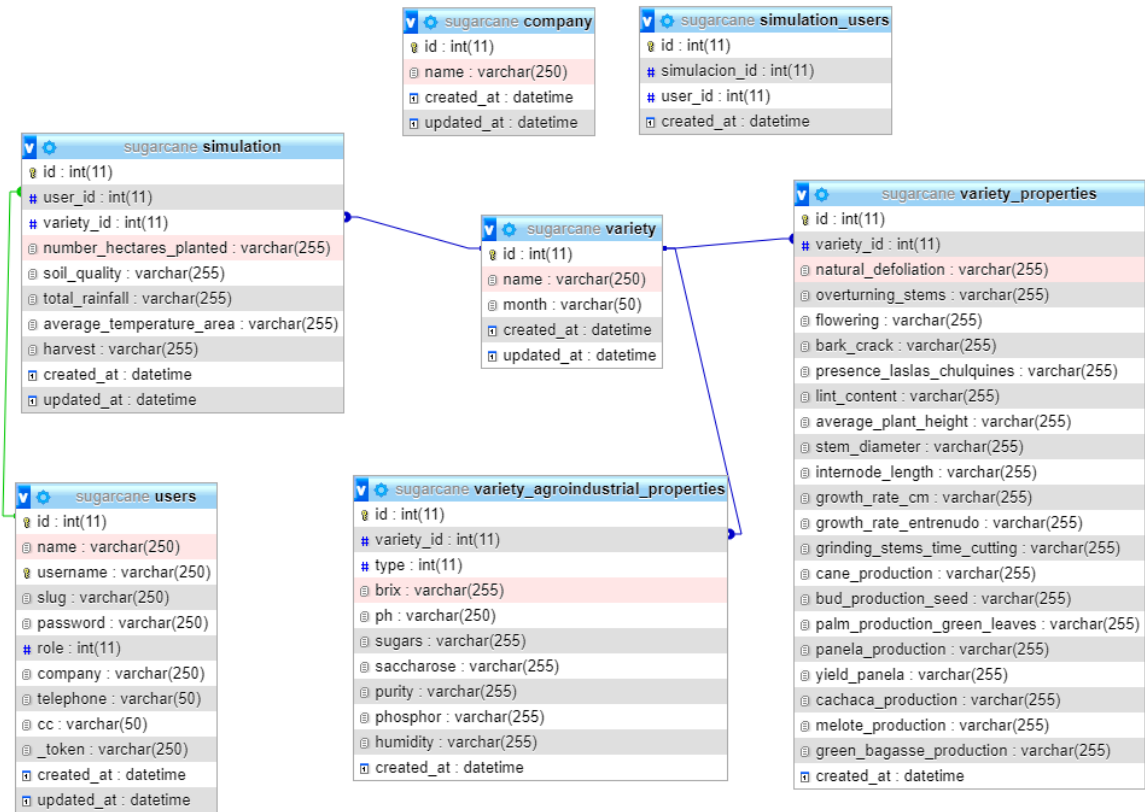 sugarcane company
id : int(11)
name : varchar(250)
created_at : datetime
updated_at : datetime
sugarcane simulation_users
id : int(11)
simulacion_id : int(11)
user_id : int(11)
created_at : datetime
sugarcane simulation
id : int(11)
user_id : int(11)
variety_id : int(11)
number_hectares_planted : varchar(255)
soil_quality : varchar(255)
total_rainfall : varchar(255)
average_temperature_area : varchar(255)
harvest : varchar(255)
created_at : datetime
updated_at : datetime
sugarcane variety
id : int(11)
name : varchar(250)
month : varchar(50)
created_at : datetime
updated_at : datetime
sugarcane variety_properties
id : int(11)
variety_id : int(11)
natural_defoliation : varchar(255)
overturning_stems : varchar(255)
flowering : varchar(255)
bark_crack : varchar(255)
presence_laslas_chulquines : varchar(255)
lint_content : varchar(255)
average_plant_height : varchar(255)
stem_diameter : varchar(255)
internode_length : varchar(255)
growth_rate_cm : varchar(255)
growth_rate_entrenudo : varchar(255)
grinding_stems_time_cutting : varchar(255)
cane_production : varchar(255)
bud_production_seed : varchar(255)
palm_production_green_leaves : varchar(255)
panela_production : varchar(255)
yield_panela : varchar(255)
cachaca_production : varchar(255)
melote_production : varchar(255)
green_bagasse_production : varchar(255)
created_at : datetime
sugarcane users
id : int(11)
name : varchar(250)
username : varchar(250)
slug : varchar(250)
password : varchar(250)
role : int(11)
company : varchar(250)
telephone : varchar(50)
cc : varchar(50)
_token : varchar(250)
created_at : datetime
updated_at : datetime
sugarcane variety_agroindustrial_properties
id : int(11)
variety_id : int(11)
type : int(11)
brix : varchar(255)
ph : varchar(250)
sugars : varchar(255)
saccharose : varchar(255)
purity : varchar(255)
phosphor : varchar(255)
humidity : varchar(255)
created_at : datetime